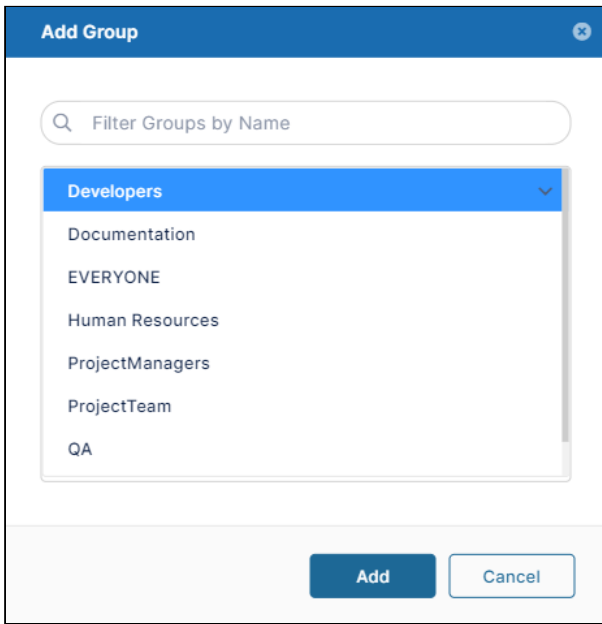 Add Group
Filter Groups by Name
Developers
Documentation
EVERYONE
Human Resources
ProjectManagers
ProjectTeam
QA
Add
Cancel